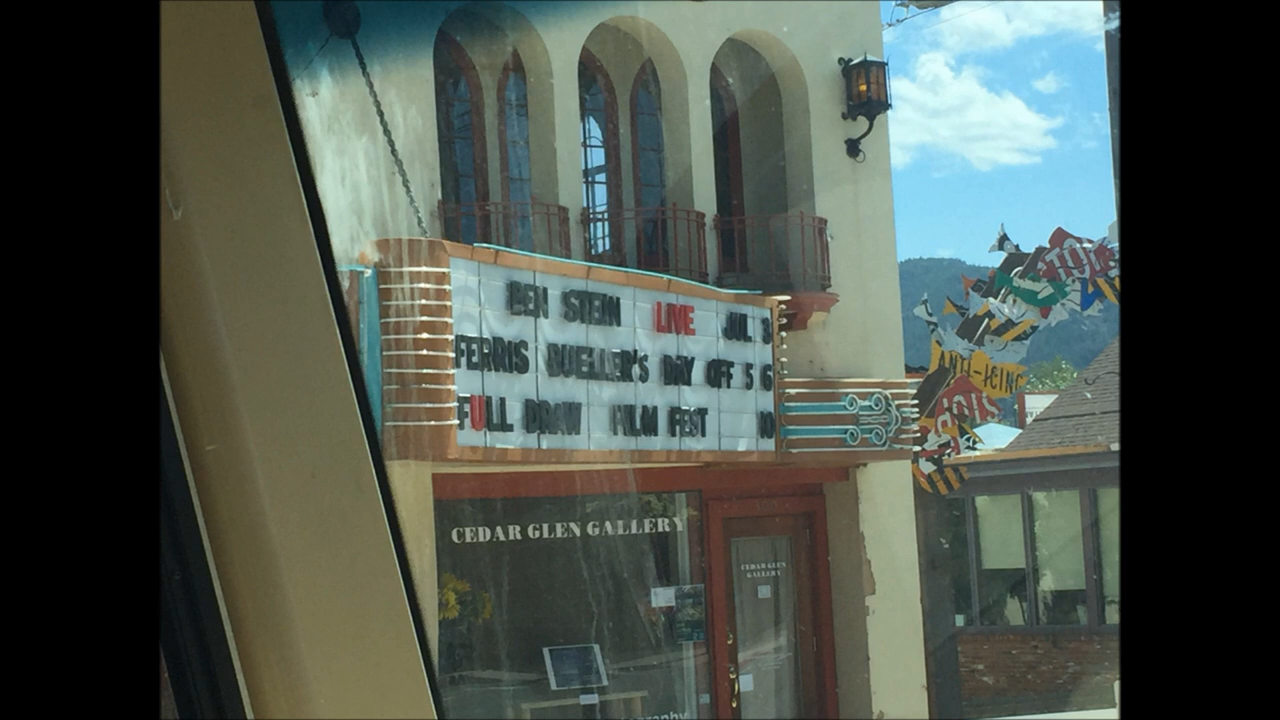 BEN STEIN LIVE JUL 3
FERRIS BUELLER'S DAY OFF 5 6
FULL DRAW FILM FEST 10
ANTI-ICING
CEDAR GLEN GALLERY
CEDAR GLEN
GALLERY